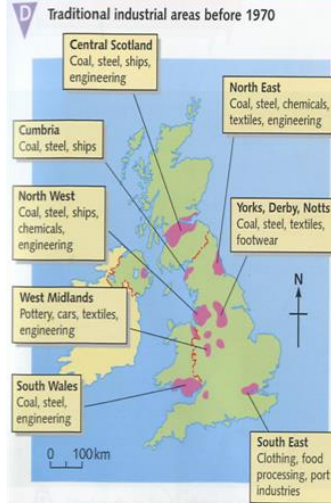 D
Traditional industrial areas before 1970
Central Scotland
Coal, steel, ships,
engineering
North East
Coal, steel, chemicals,
textiles, engineering
Cumbria
Coal, steel, ships
North West
Coal, steel, ships,
chemicals,
engineering
Yorks, Derby, Notts
Coal, steel, textiles,
footwear
N
West Midlands
Pottery, cars, textiles,
engineering
South Wales
Coal, steel,
engineering
0 100km
South East
Clothing, food
processing, port
industries